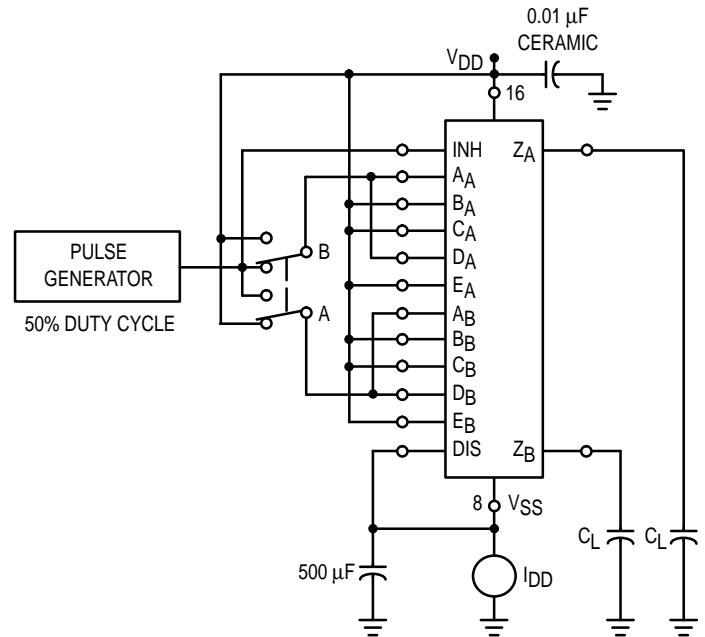 0.01 μF
CERAMIC
VDD
16
INH
ZA
AA
BA
CA
B
DA
PULSE
GENERATOR
EA
50% DUTY CYCLE
A
AB
BB
CB
DB
EB
DIS
ZB
8
VSS
CL
CL
500 μF
IDD